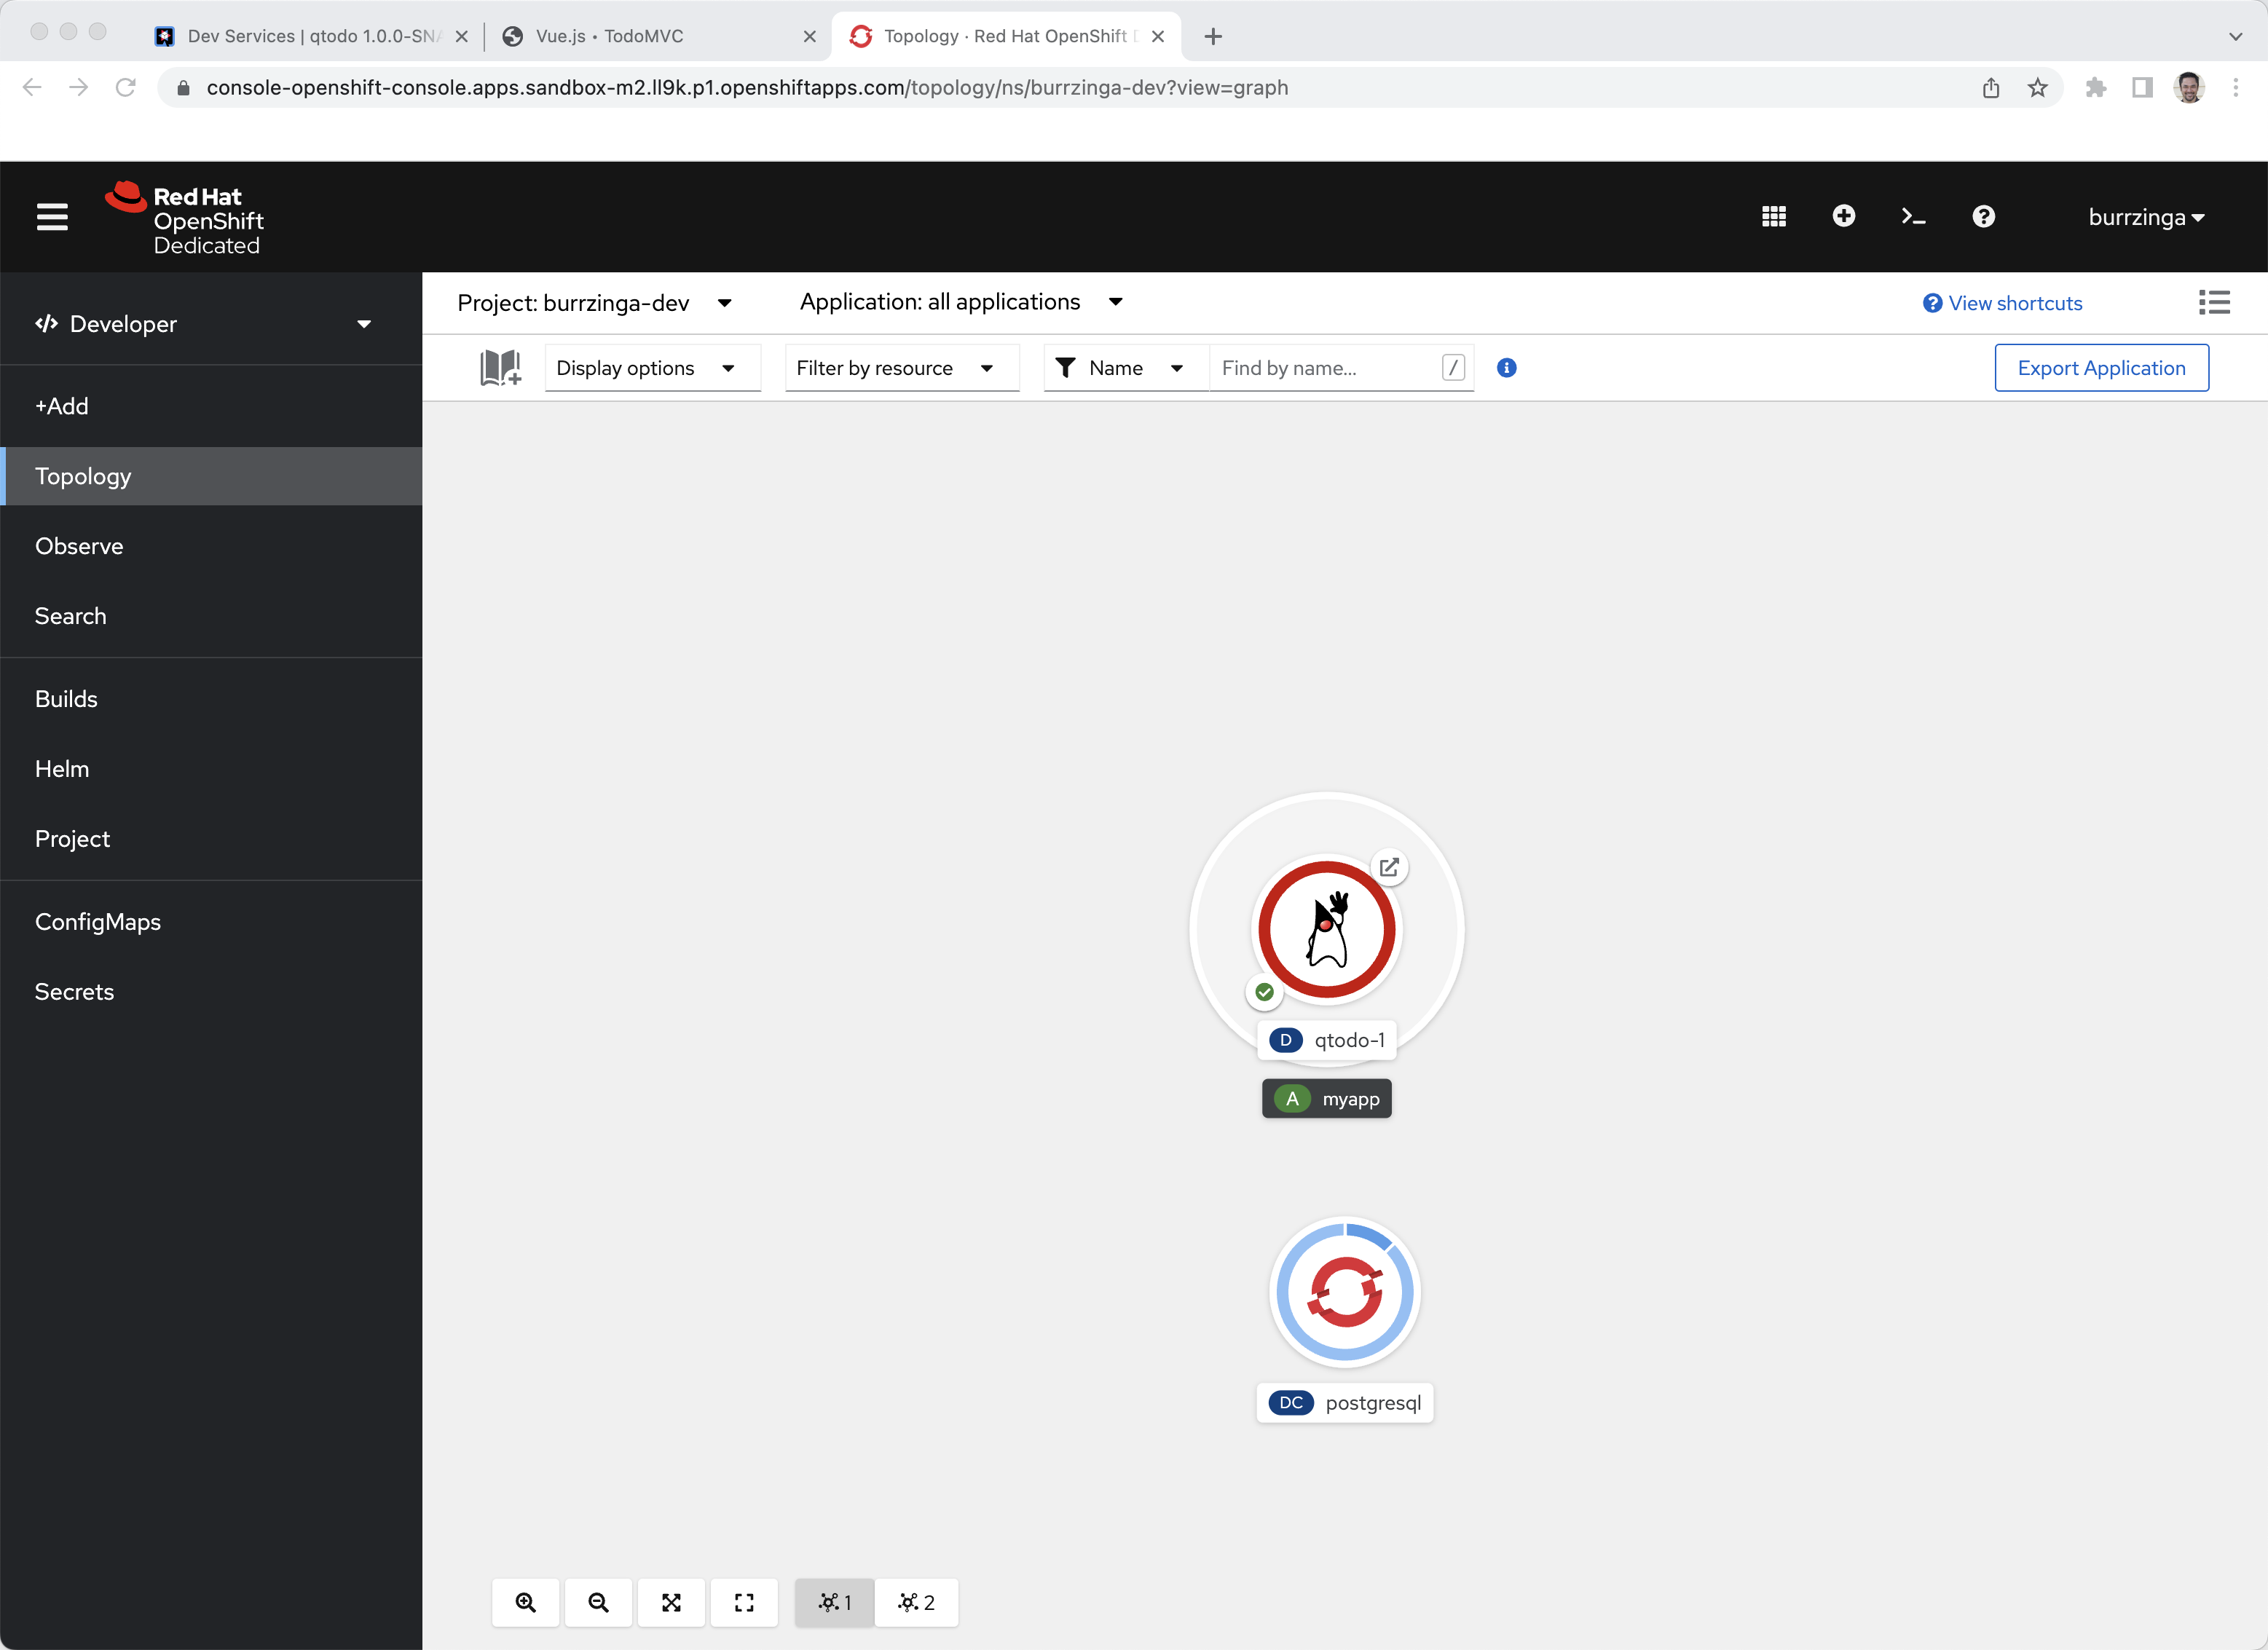 Dev Services | qtodo 1.0.0-SNA
Vue.js • TodoMVC
Topology · Red Hat OpenShift D
console-openshift-console.apps.sandbox-m2.ll9k.p1.openshiftapps.com/topology/ns/burrzinga-dev?view=graph
Red Hat
OpenShift
Dedicated
burrzinga
Developer
+Add
Topology
Observe
Search
Builds
Helm
Project
ConfigMaps
Secrets
Project: burrzinga-dev
Application: all applications
View shortcuts
Display options
Filter by resource
Name
Find by name...
/
Export Application
D qtodo-1
A myapp
DC postgresql
1
2